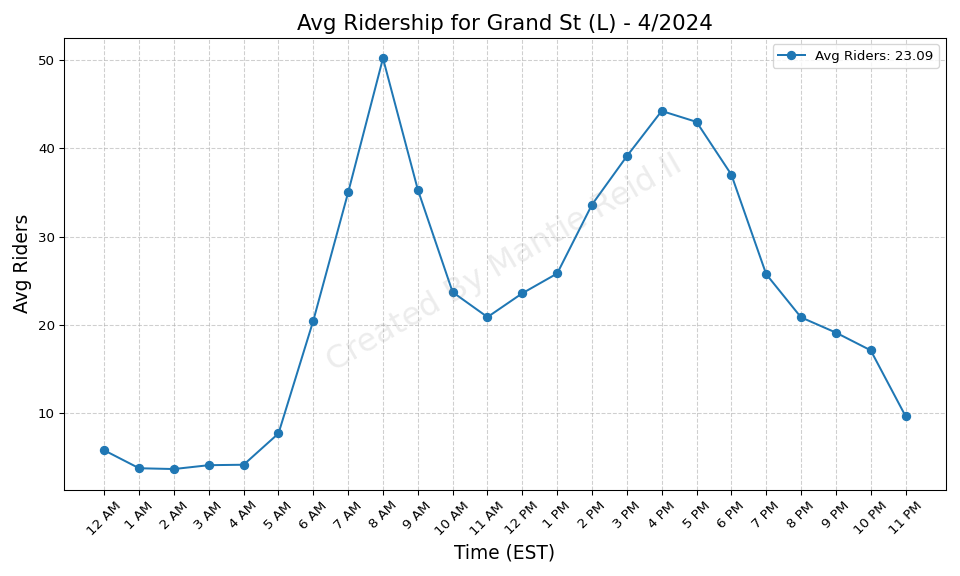 Avg Ridership for Grand St (L) - 4/2024
Avg Riders: 23.09
50
40
30
20
10
Avg Riders
Created By Mantie Reid II
12 AM
1 AM
2 AM
3 AM
4 AM
5 AM
6 AM
7 AM
8 AM
9 AM
10 AM
11 AM
12 PM
1 PM
2 PM
3 PM
4 PM
5 PM
6 PM
7 PM
8 PM
9 PM
10 PM
11 PM
Time (EST)